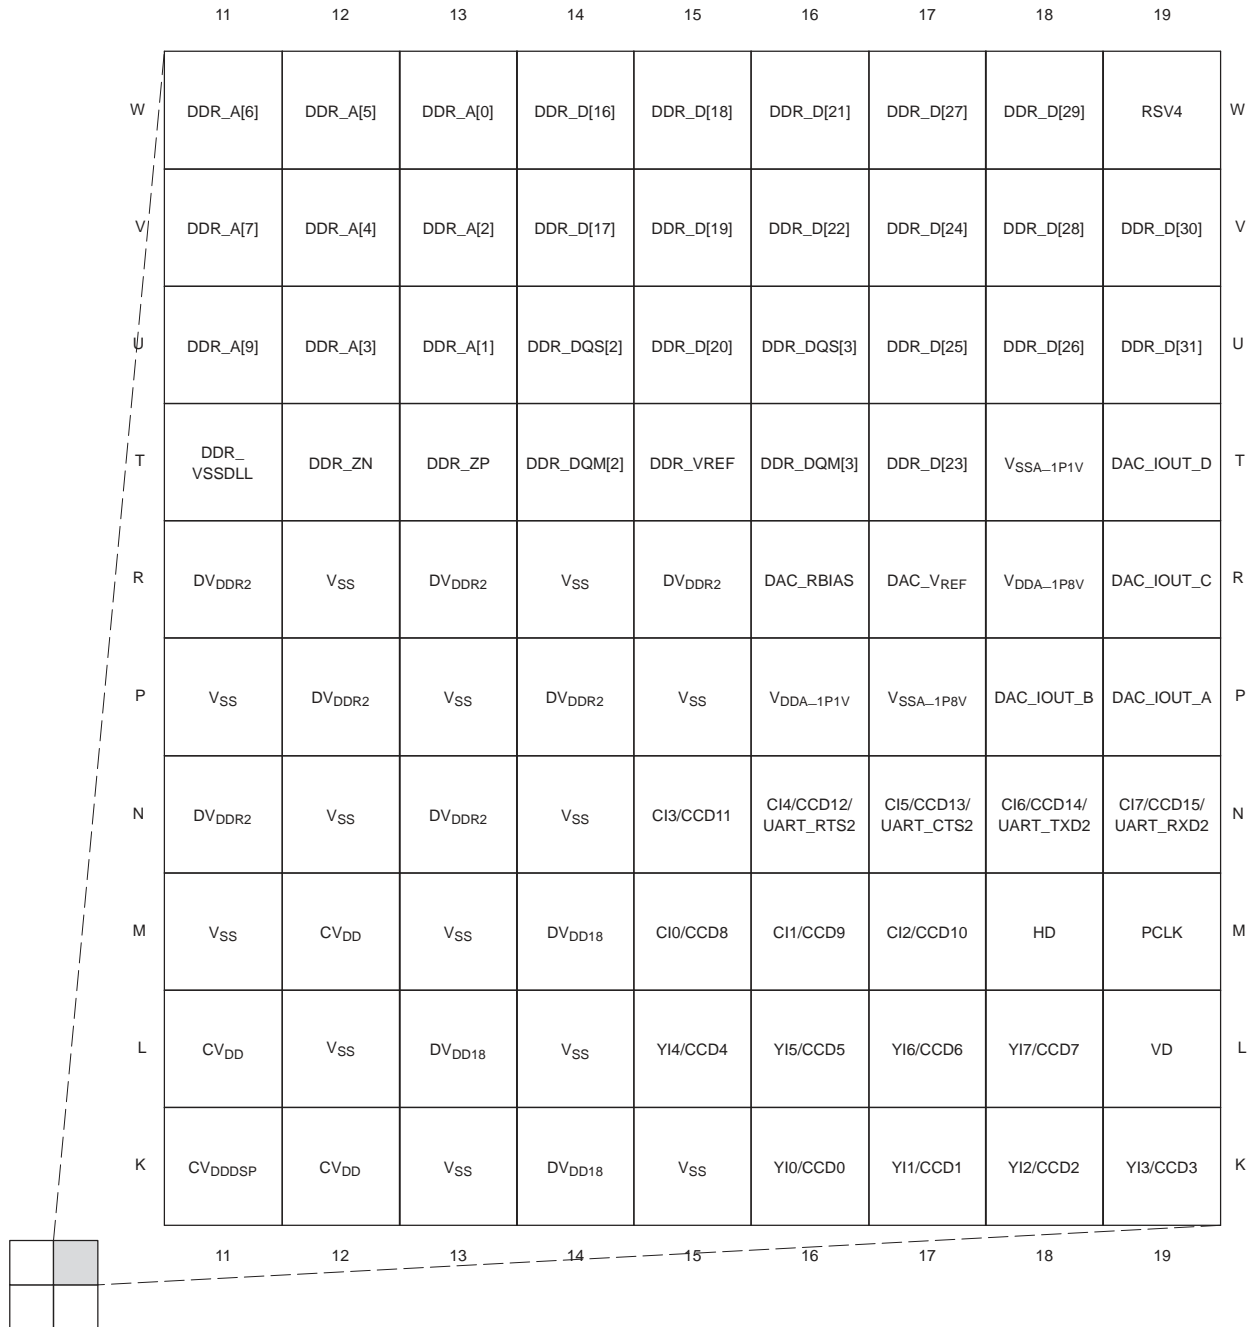 11 12 13 14 15 16 17 18 19
W DDR_A[6] DDR_A[5] DDR_A[0] DDR_D[16] DDR_D[18] DDR_D[21] DDR_D[27] DDR_D[29] RSV4 W
V DDR_A[7] DDR_A[4] DDR_A[2] DDR_D[17] DDR_D[19] DDR_D[22] DDR_D[24] DDR_D[28] DDR_D[30] V
U DDR_A[9] DDR_A[3] DDR_A[1] DDR_DQS[2] DDR_D[20] DDR_DQS[3] DDR_D[25] DDR_D[26] DDR_D[31] U
T DDR_ VSSDLL DDR_ZN DDR_ZP DDR_DQM[2] DDR_VREF DDR_DQM[3] DDR_D[23] VSSA_1P1V DAC_IOUT_D T
R DVDDR2 VSS DVDDR2 VSS DVDDR2 DAC_RBIAS DAC_VREF VDDA_1P8V DAC_IOUT_C R
P VSS DVDDR2 VSS DVDDR2 VSS VDDA_1P1V VSSA_1P8V DAC_IOUT_B DAC_IOUT_A P
N DVDDR2 VSS DVDDR2 VSS CI3/CCD11 CI4/CCD12/ UART_RTS2 CI5/CCD13/ UART_CTS2 CI6/CCD14/ UART_TXD2 CI7/CCD15/ UART_RXD2 N
M VSS CVDD VSS DVDD18 CI0/CCD8 CI1/CCD9 CI2/CCD10 HD PCLK M
L CVDD VSS DVDD18 VSS YI4/CCD4 YI5/CCD5 YI6/CCD6 YI7/CCD7 VD L
K CVDDDSP CVDD VSS DVDD18 VSS YI0/CCD0 YI1/CCD1 YI2/CCD2 YI3/CCD3 K
11 12 13 14 15 16 17 18 19